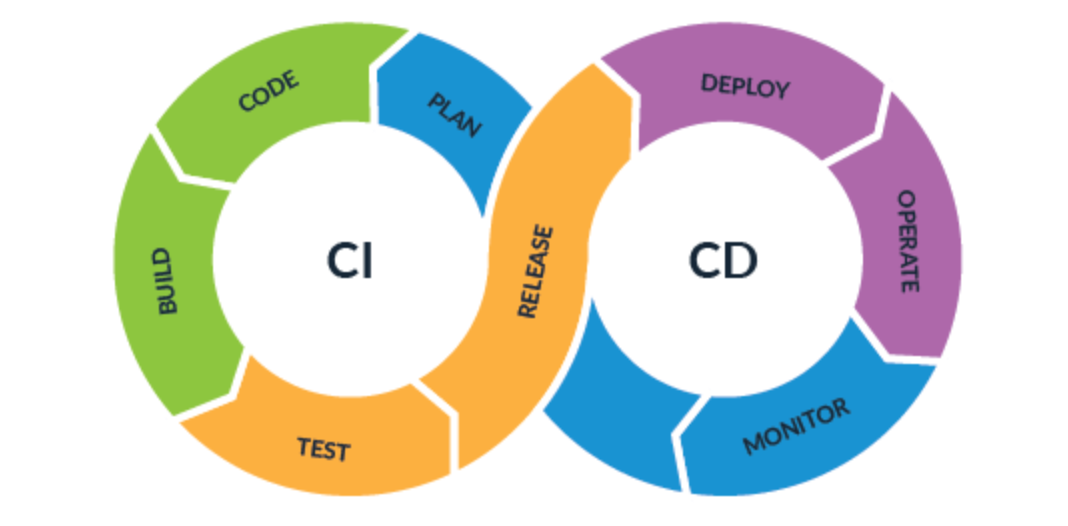 PLAN
CODE
BUILD
TEST
RELEASE
DEPLOY
OPERATE
MONITOR
CI
CD